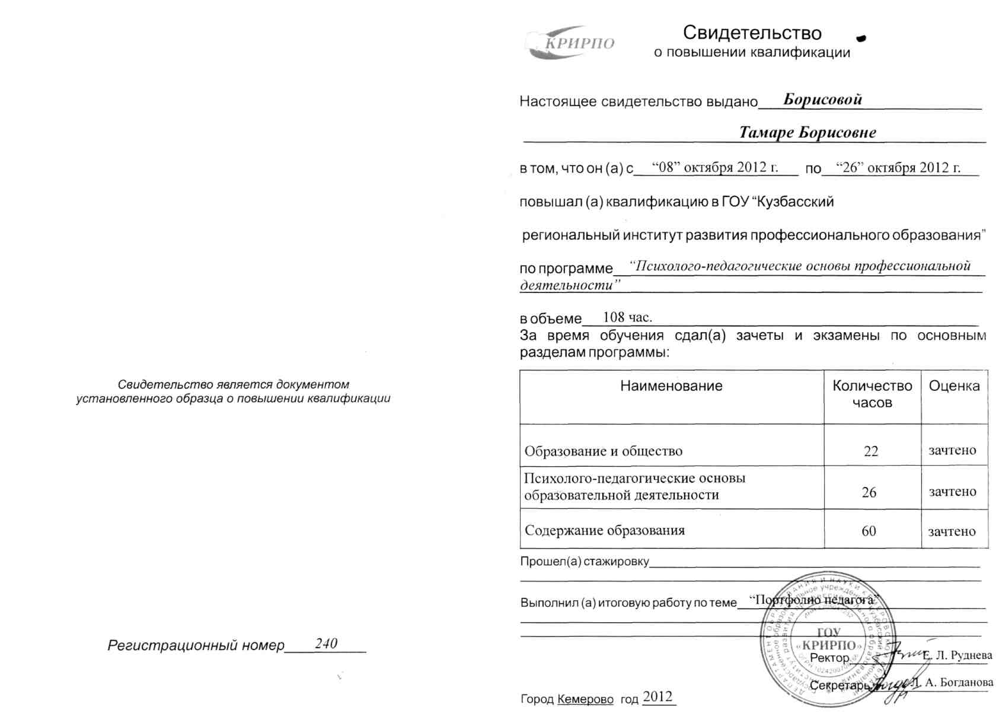 Свидетельство является документом
установленного образца о повышении квалификации
Регистрационный номер 240
КРИРПО
Свидетельство
о повышении квалификации
Настоящее свидетельство выдано Борисовой
Тамаре Борисовне
в том, что он (а) с “08” октября 2012 г. по “26” октября 2012 г.
повышал (а) квалификацию в ГОУ “Кузбасский
региональный институт развития профессионального образования”
по программе “Психолого-педагогические основы профессиональной
деятельности”
в объеме 108 час.
За время обучения сдал(а) зачеты и экзамены по основным
разделам программы:
Наименование Количество часов Оценка
Образование и общество 22 зачтено
Психолого-педагогические основы
образовательной деятельности 26 зачтено
Содержание образования 60 зачтено
Прошел(а) стажировку
Выполнил (а) итоговую работу по теме “Портфолио педагога”
ГОУ
«КРИРПО»
Ректор Е. Л. Руднева
Секретарь Л. А. Богданова
Город Кемерово год 2012